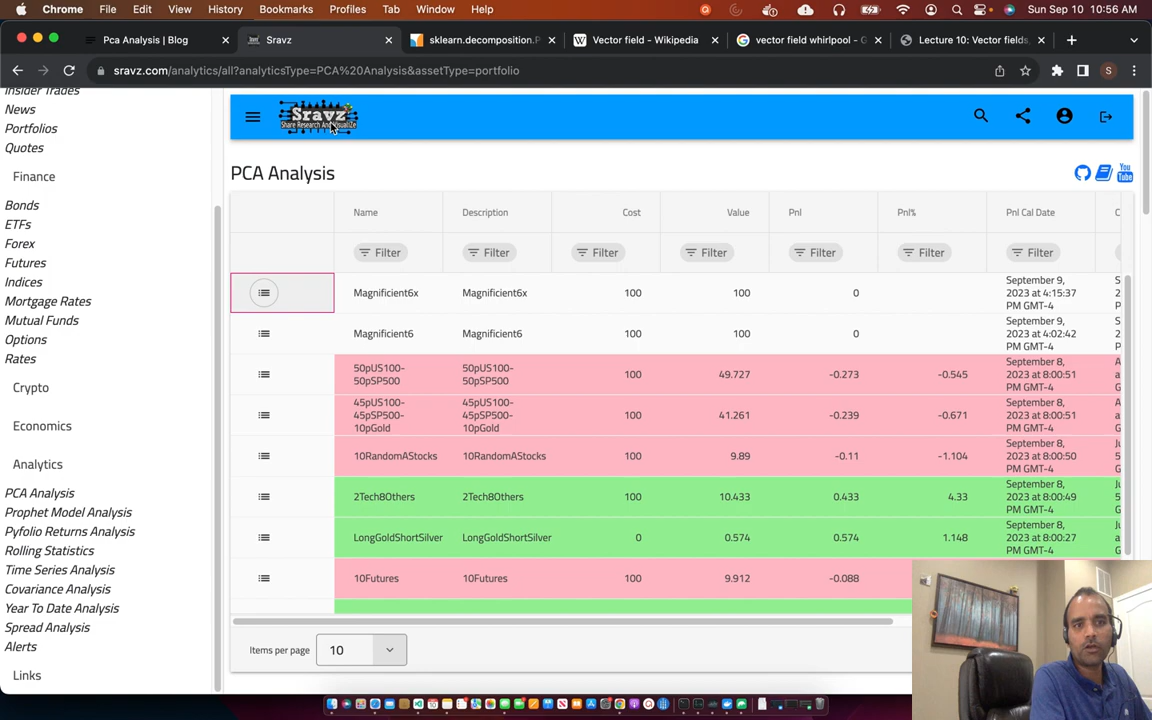 Chrome File Edit View History Bookmarks Profiles Tab Window Help Sun Sep 10 10:56 AM
Pca Analysis | Blog × Sravz × sklearn.decomposition.P × Vector field - Wikipedia × vector field whirlpool - G × Lecture 10: Vector fields, ×
sravz.com/analytics/all?analyticsType=PCA%20Analysis&assetType=portfolio S
Insider Trades
News
Portfolios
Quotes
Finance
Bonds
ETFs
Forex
Futures
Indices
Mortgage Rates
Mutual Funds
Options
Rates
Crypto
Economics
Analytics
PCA Analysis
Prophet Model Analysis
Pyfolio Returns Analysis
Rolling Statistics
Time Series Analysis
Covariance Analysis
Year To Date Analysis
Spread Analysis
Alerts
Links
Sravz
Share Research And Visualize
PCA Analysis You Tube
Name Description Cost Value Pnl Pnl% Pnl Cal Date C
Filter Filter Filter Filter Filter Filter Filter
Magnificient6x Magnificient6x 100 100 0 September 9, 2023 at 4:15:37 PM GMT-4
Magnificient6 Magnificient6 100 100 0 September 9, 2023 at 4:02:42 PM GMT-4
50pUS100-50pSP500 50pUS100-50pSP500 100 49.727 -0.273 -0.545 September 8, 2023 at 8:00:51 PM GMT-4
45pUS100-45pSP500-10pGold 45pUS100-45pSP500-10pGold 100 41.261 -0.239 -0.671 September 8, 2023 at 8:00:51 PM GMT-4
10RandomAStocks 10RandomAStocks 100 9.89 -0.11 -1.104 September 8, 2023 at 8:00:50 PM GMT-4
2Tech8Others 2Tech8Others 100 10.433 0.433 4.33 September 8, 2023 at 8:00:49 PM GMT-4
LongGoldShortSilver LongGoldShortSilver 0 0.574 0.574 1.148 September 8, 2023 at 8:00:27 PM GMT-4
10Futures 10Futures 100 9.912 -0.088
Items per page 10